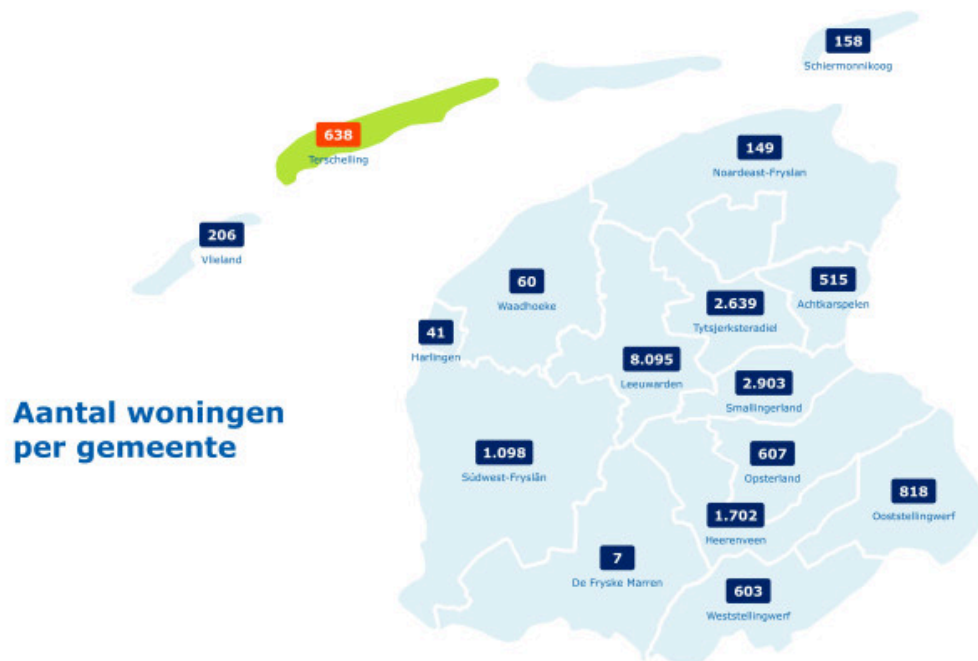 158
Schiermonnikoog
638
Terschelling
149
Noardeast-Fryslan
206
Vlieland
60
Waadhoeke
515
Achtkarspelen
2.639
Tytsjerksteradiel
41
Harlingen
8.095
Leeuwarden
2.903
Smallingerland
Aantal woningen
per gemeente
1.098
Súdwest-Fryslân
607
Opsterland
818
Ooststellingwerf
1.702
Heerenveen
7
De Fryske Marren
603
Weststellingwerf